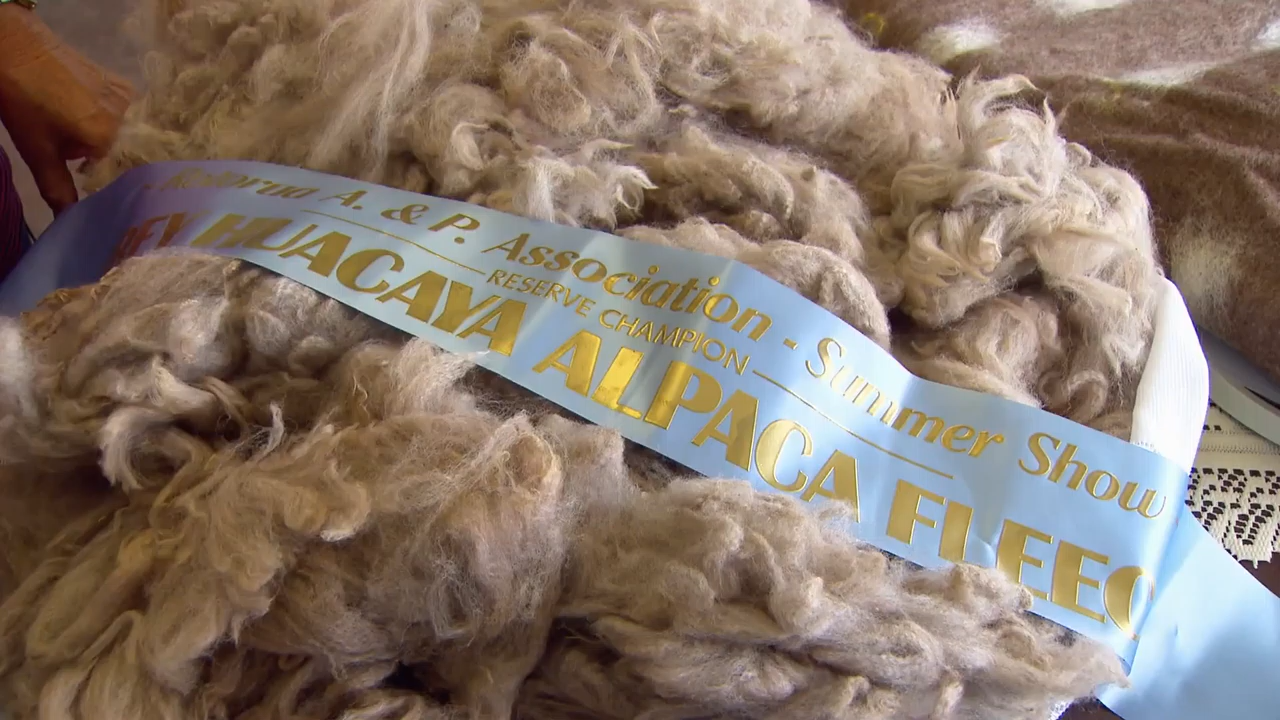 Rotorua A. & P. Association - Summer Show
RESERVE CHAMPION
HUACAYA ALPACA FLEEC